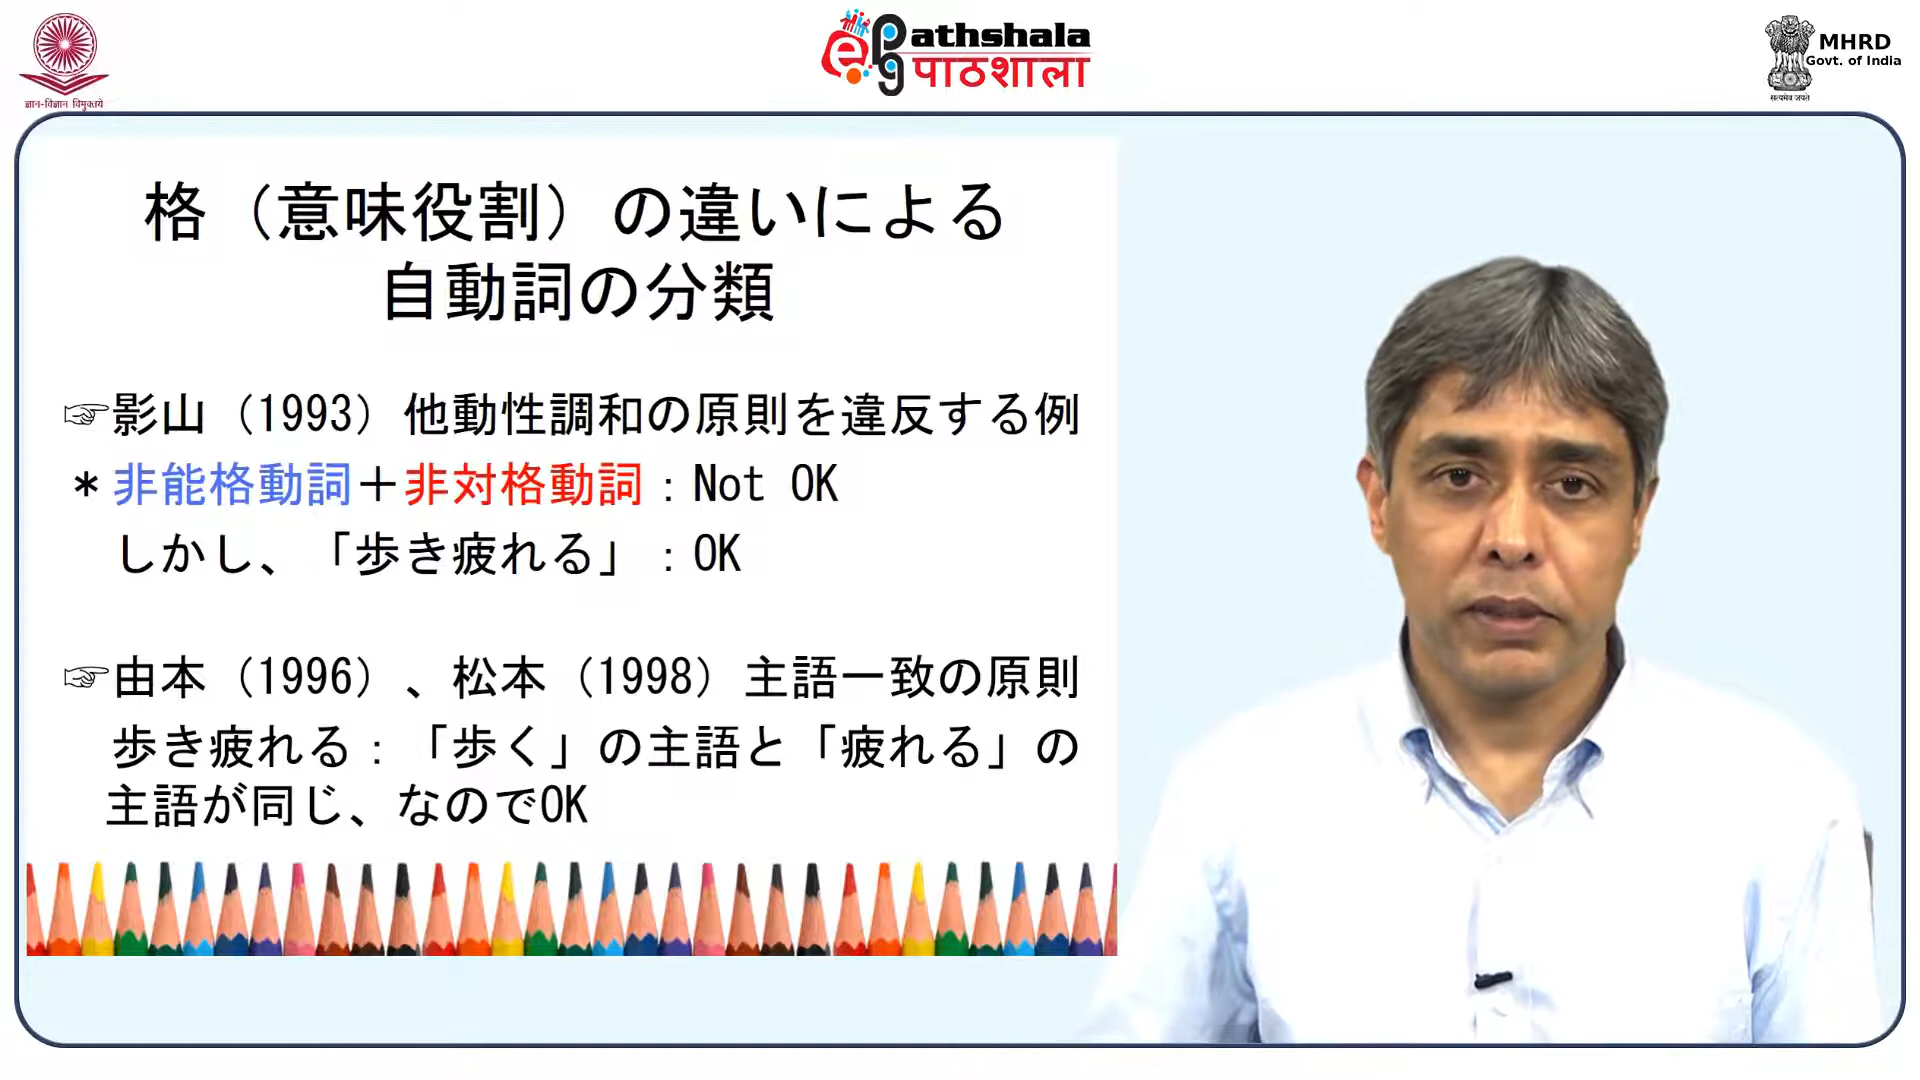 ज्ञान-विज्ञान विमुक्तये
ePathshala
पाठशाला
MHRD
Govt. of India
सत्यमेव जयते
格（意味役割）の違いによる
自動詞の分類
☞影山（1993）他動性調和の原則を違反する例
*非能格動詞＋非対格動詞：Not OK
しかし、「歩き疲れる」：OK
☞由本（1996）、松本（1998）主語一致の原則
歩き疲れる：「歩く」の主語と「疲れる」の
主語が同じ、なのでOK